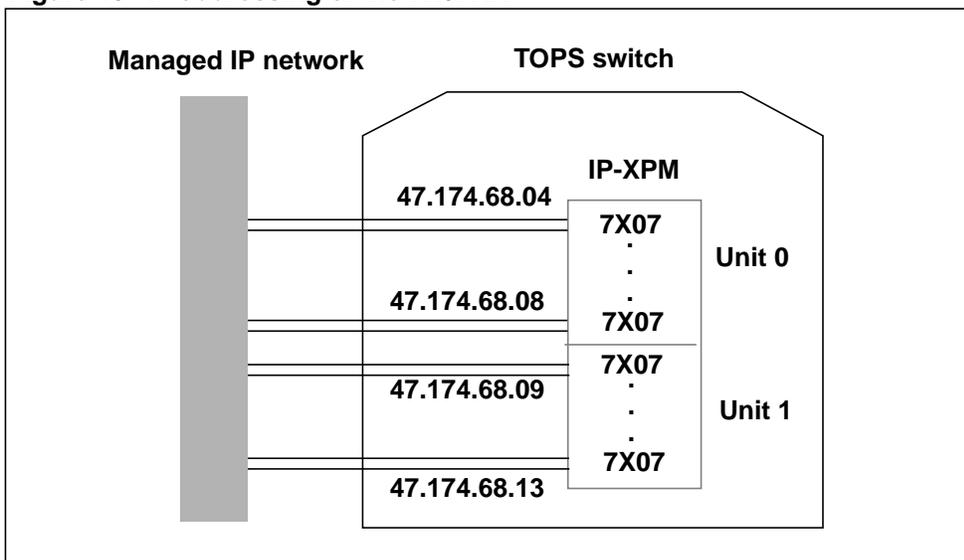 Managed IP network
TOPS switch
IP-XPM
47.174.68.04
7X07
.
.
.
Unit 0
47.174.68.08
7X07
7X07
47.174.68.09
.
.
.
Unit 1
7X07
47.174.68.13